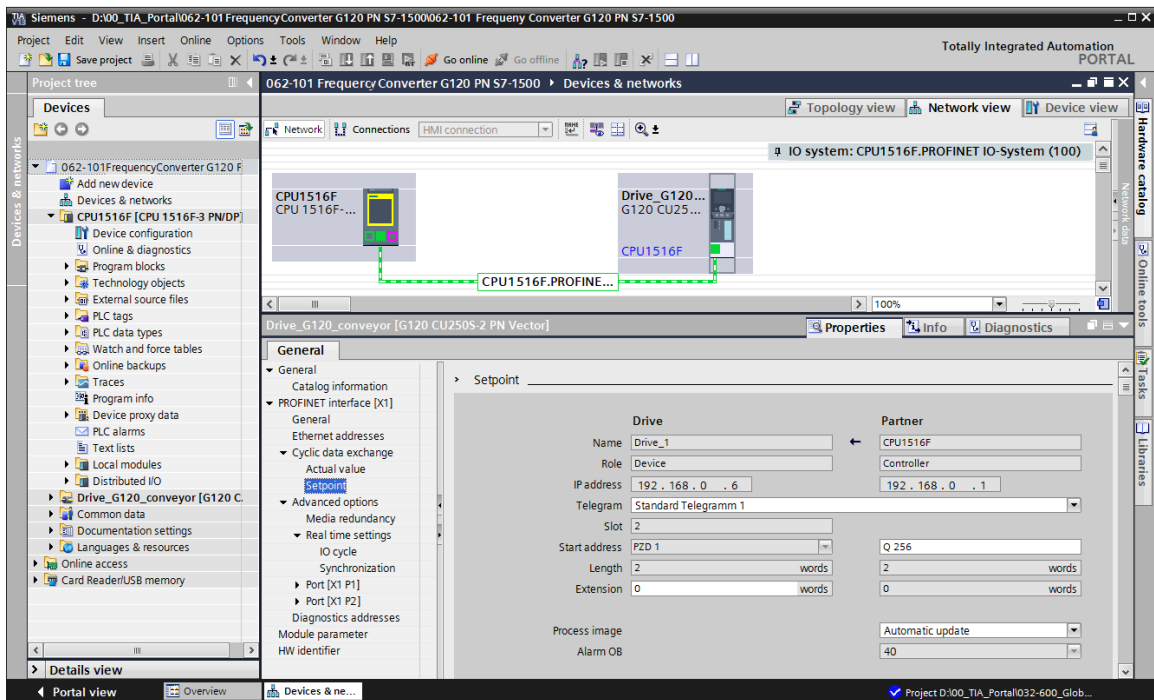 Siemens - D:\00_TIA_Portal\062-101 Frequency Converter G120 PN S7-1500\062-101 Frequeny Converter G120 PN S7-1500
Project Edit View Insert Online Options Tools Window Help
Totally Integrated Automation
PORTAL
Save project Go online Go offline
Project tree
062-101 Frequency Converter G120 PN S7-1500 Devices & networks
Devices
Topology view Network view Device view
Network Connections HMI connection
IO system: CPU1516F.PROFINET IO-System (100)
062-101FrequencyConverter G120 P
Add new device
Devices & networks
CPU1516F [CPU 1516F-3 PN/DP]
Device configuration
Online & diagnostics
Program blocks
Technology objects
External source files
PLC tags
PLC data types
Watch and force tables
Online backups
Traces
Program info
Device proxy data
PLC alarms
Text lists
Local modules
Distributed I/O
Drive_G120_conveyor [G120 C.
Common data
Documentation settings
Languages & resources
Online access
Card Reader/USB memory
Details view
CPU1516F
CPU 1516F-...
Drive_G120...
G120 CU25...
CPU1516F
CPU1516F.PROFINE...
100%
Drive_G120_conveyor [G120 CU250S-2 PN Vector]
Properties Info Diagnostics
General
General
Catalog information
PROFINET interface [X1]
General
Ethernet addresses
Cyclic data exchange
Actual value
Setpoint
Advanced options
Media redundancy
Real time settings
IO cycle
Synchronization
Port [X1 P1]
Port [X1 P2]
Diagnostics addresses
Module parameter
HW identifier
Setpoint
Drive Partner
Name Drive_1 CPU1516F
Role Device Controller
IP address 192 . 168 . 0 . 6 192 . 168 . 0 . 1
Telegram Standard Telegramm 1
Slot 2
Start address PZD 1 Q 256
Length 2 words 2 words
Extension 0 words 0 words
Process image Automatic update
Alarm OB 40
Devices & networks
Network data
Hardware catalog
Online tools
Tasks
Libraries
Portal view Overview Devices & ne...
Project D:\00_TIA_Portal\032-600_Glob...